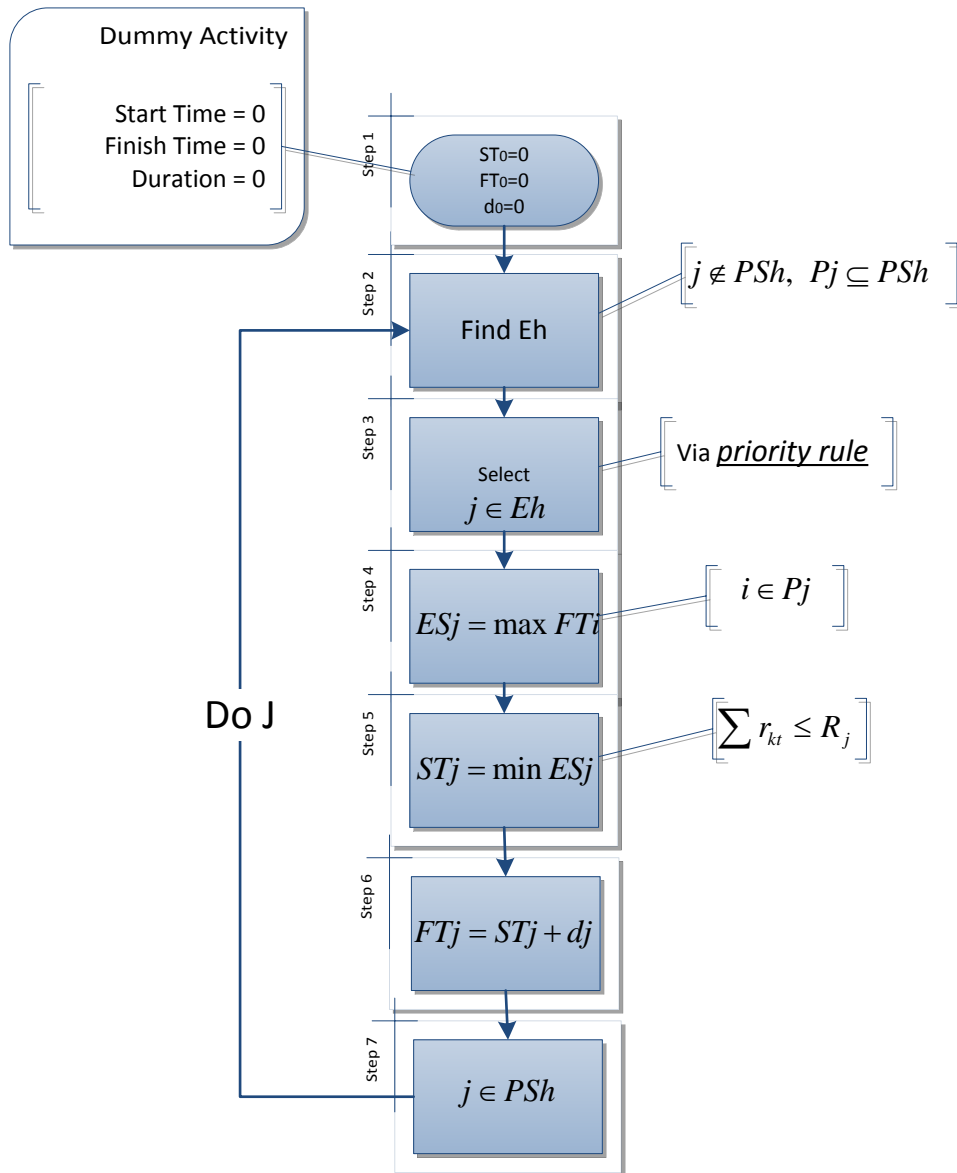 Dummy Activity
Start Time = 0
Finish Time = 0
Duration = 0
Step 1
ST0=0
FT0=0
d0=0
Step 2
Find Eh
j ∉ PSh, Pj ⊆ PSh
Step 3
Select
j ∈ Eh
Via priority rule
Step 4
ESj = max FTi
i ∈ Pj
Step 5
STj = min ESj
∑ r_kt ≤ R_j
Do J
Step 6
FTj = STj + dj
Step 7
j ∈ PSh